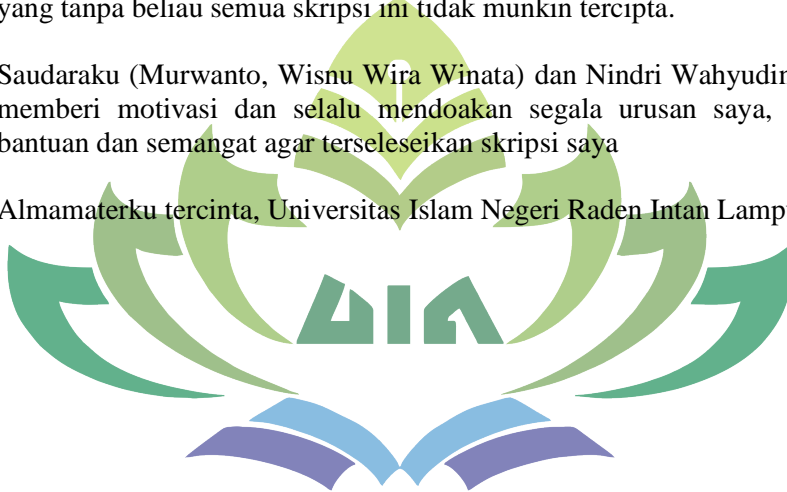 yang tanpa beliau semua skripsi ini tidak munkin tercipta.
Saudaraku (Murwanto, Wisnu Wira Winata) dan Nindri
memberi motivasi dan selalu mendoakan segala urusan saya,
bantuan dan semangat agar terseleseikan skripsi saya
Almamaterku tercinta, Universitas Islam Negeri Raden Intan
UIN